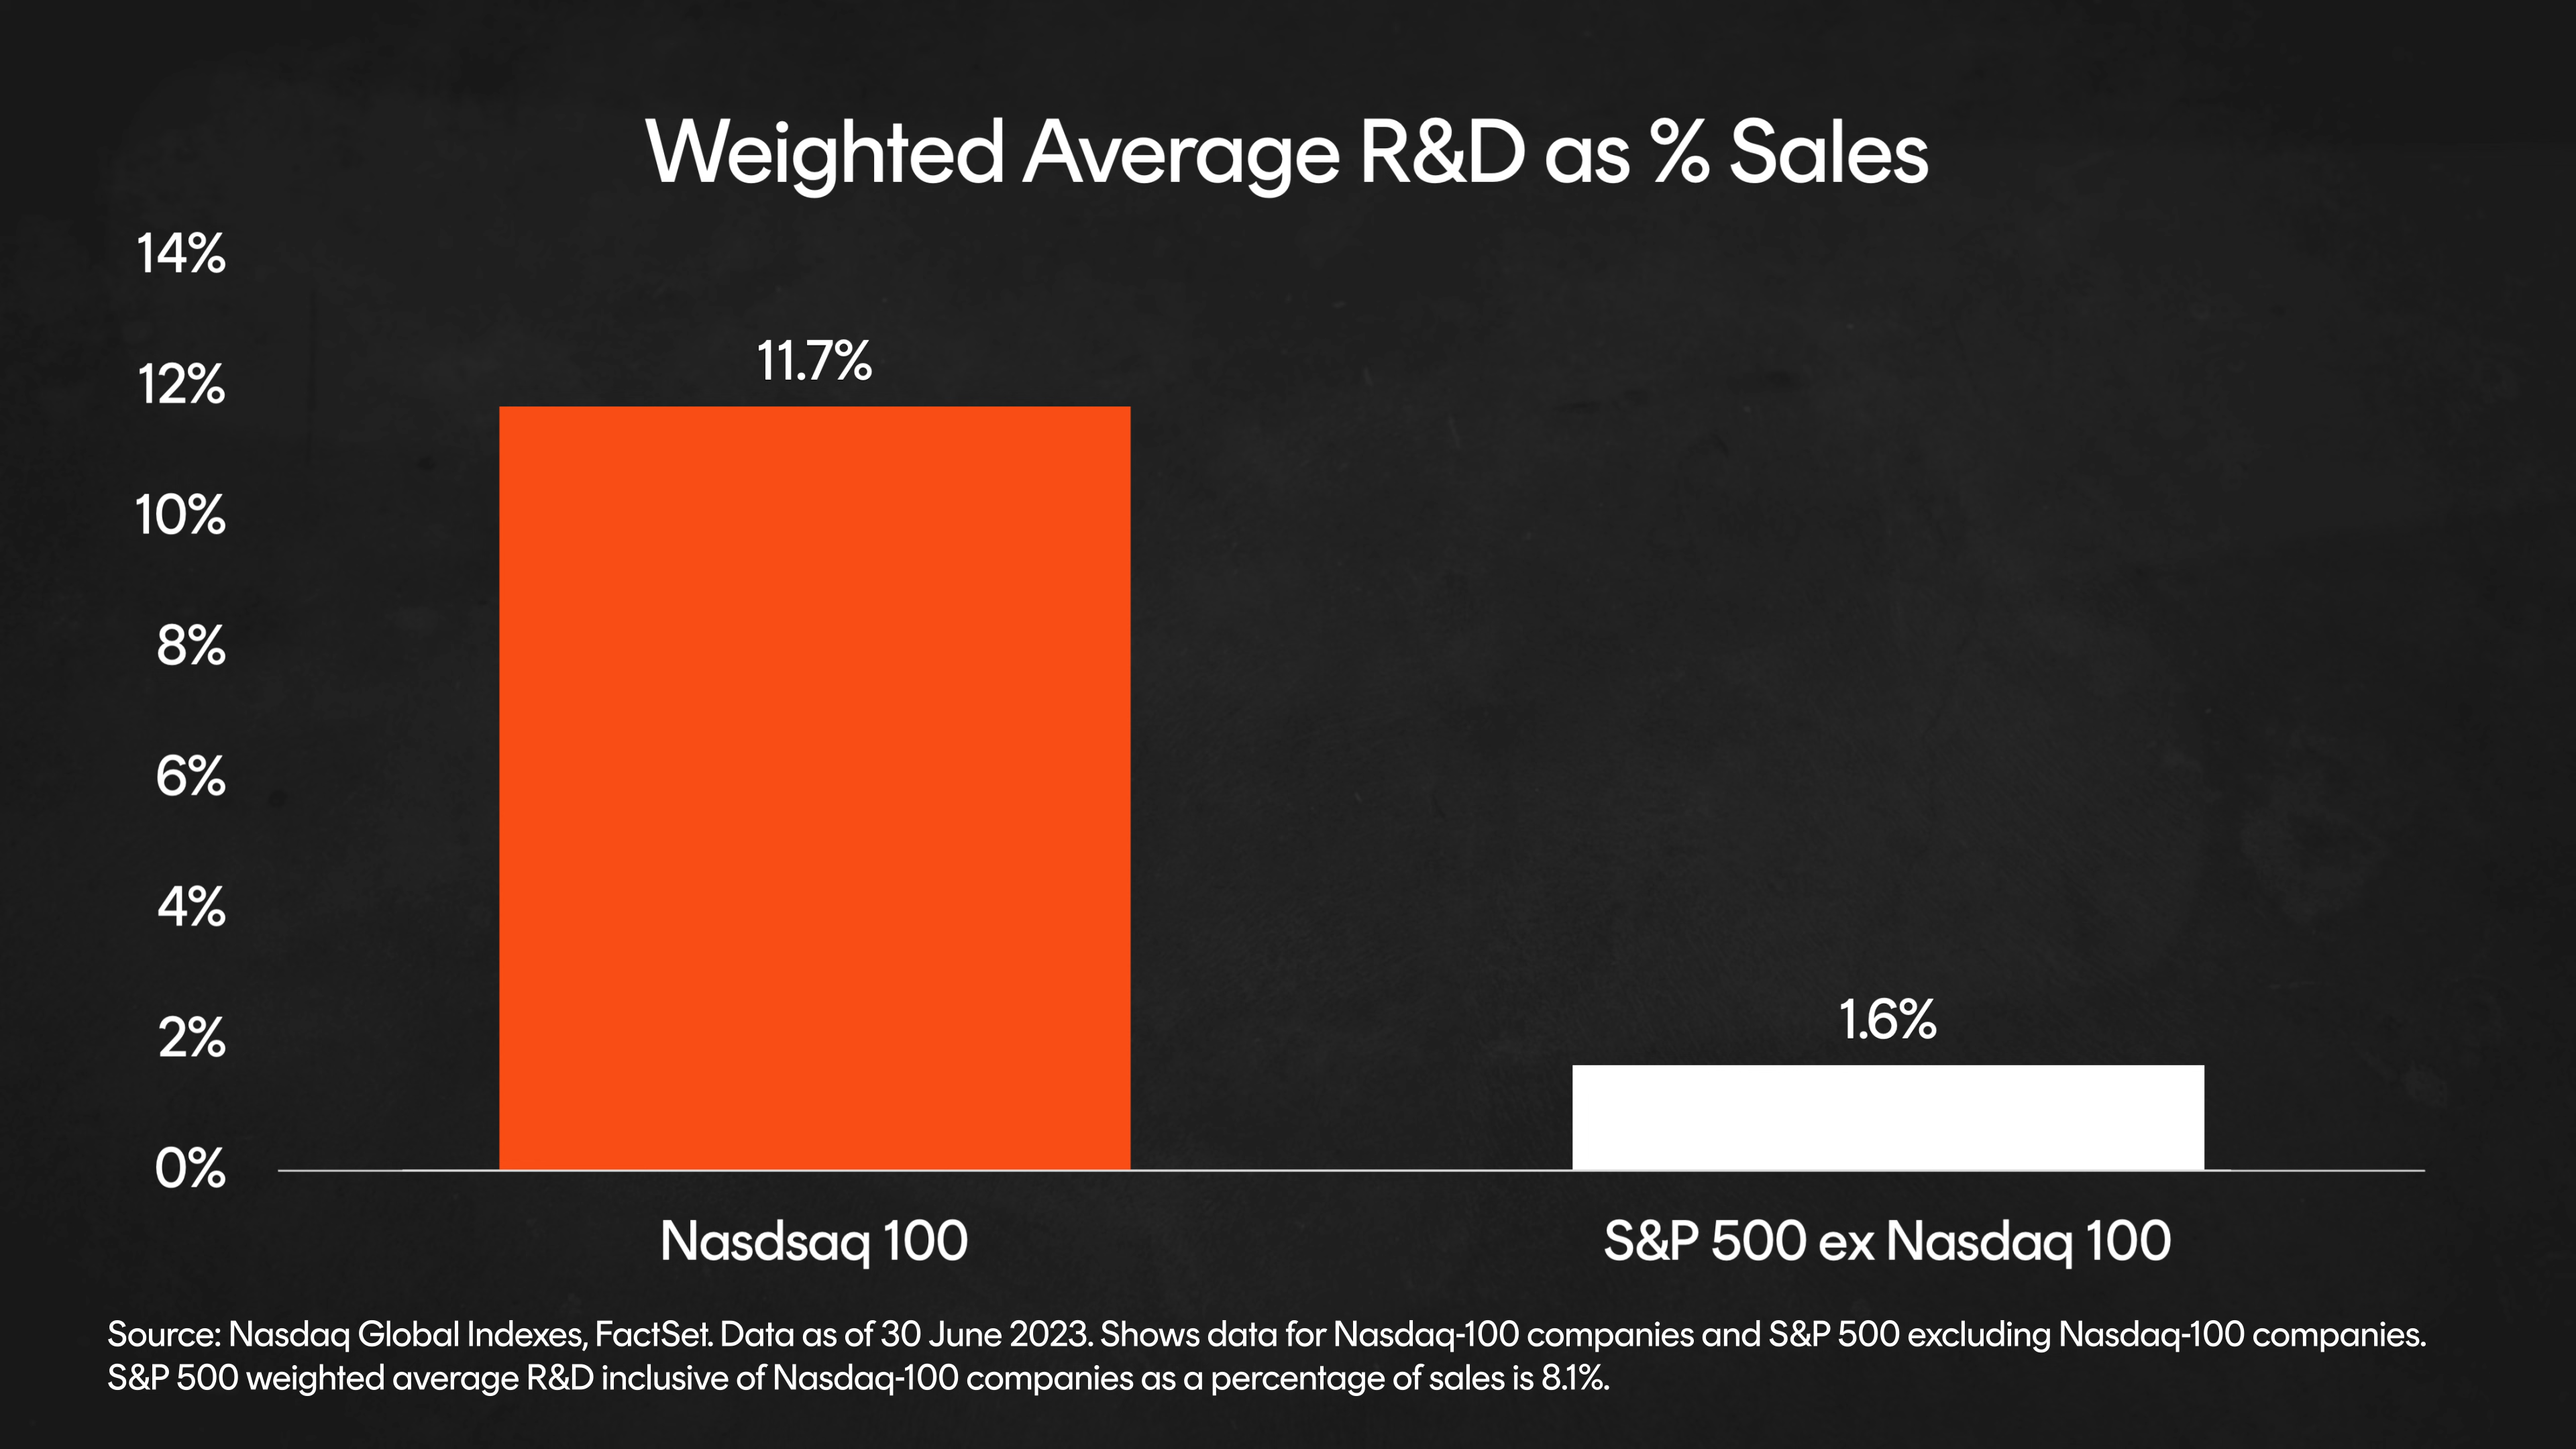 Weighted Average R&D as % Sales
14%
12%
10%
8%
6%
4%
2%
0%
11.7%
1.6%
Nasdsaq 100
S&P 500 ex Nasdaq 100
Source: Nasdaq Global Indexes, FactSet. Data as of 30 June 2023. Shows data for Nasdaq-100 companies and S&P 500 excluding Nasdaq-100 companies.
S&P 500 weighted average R&D inclusive of Nasdaq-100 companies as a percentage of sales is 8.1%.